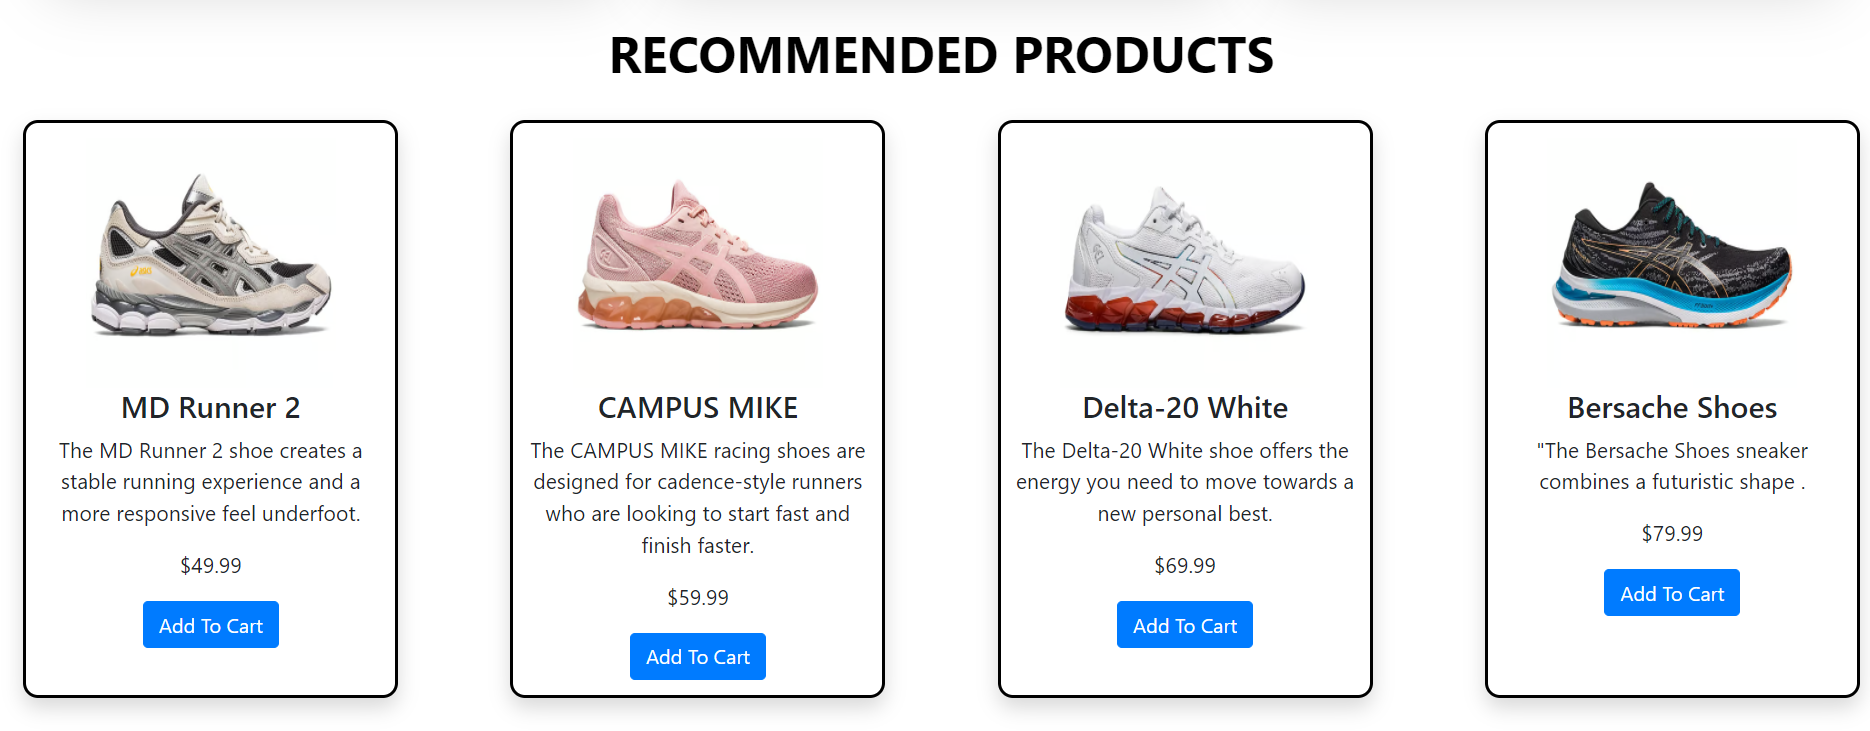 RECOMMENDED PRODUCTS
MD Runner 2
The MD Runner 2 shoe creates a
stable running experience and a
more responsive feel underfoot.
$49.99
Add To Cart
CAMPUS MIKE
The CAMPUS MIKE racing shoes are
designed for cadence-style runners
who are looking to start fast and
finish faster.
$59.99
Add To Cart
GEL
Delta-20 White
The Delta-20 White shoe offers the
energy you need to move towards a
new personal best.
$69.99
Add To Cart
Bersache Shoes
"The Bersache Shoes sneaker
combines a futuristic shape .
$79.99
Add To Cart